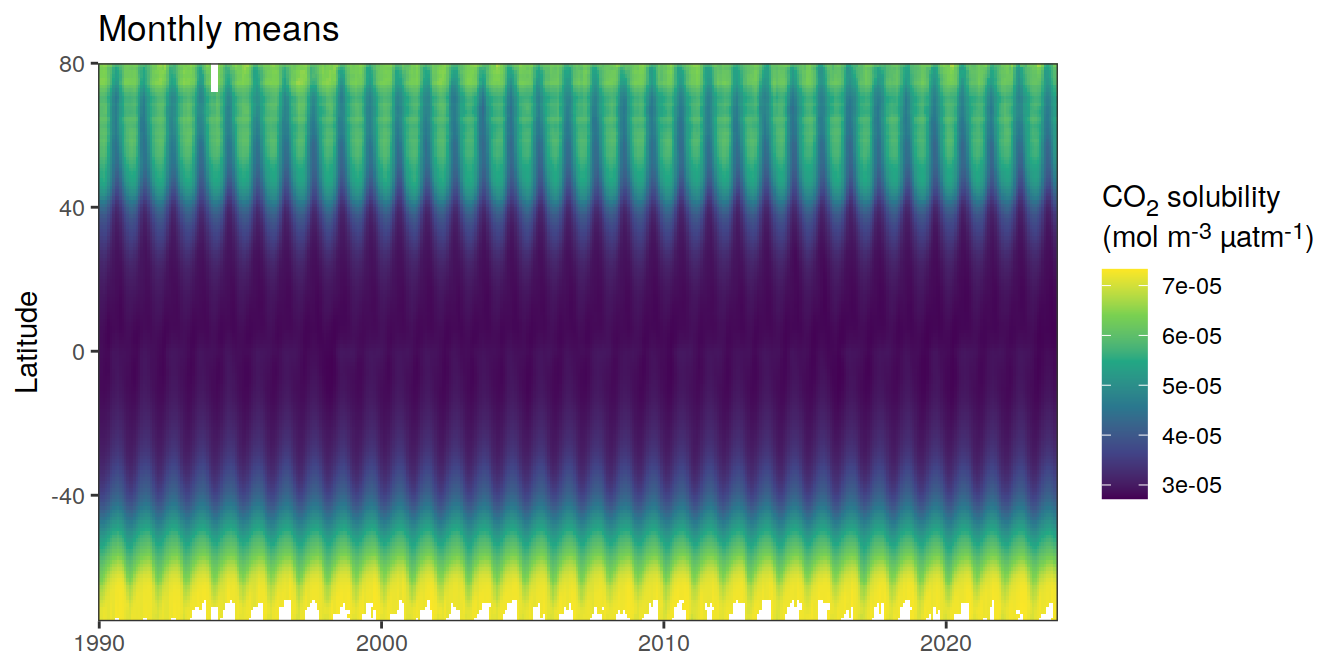 Monthly means
80
40
0
-40
Latitude
1990
2000
2010
2020
CO₂ solubility
(mol m⁻³ µatm⁻¹)
7e-05
6e-05
5e-05
4e-05
3e-05